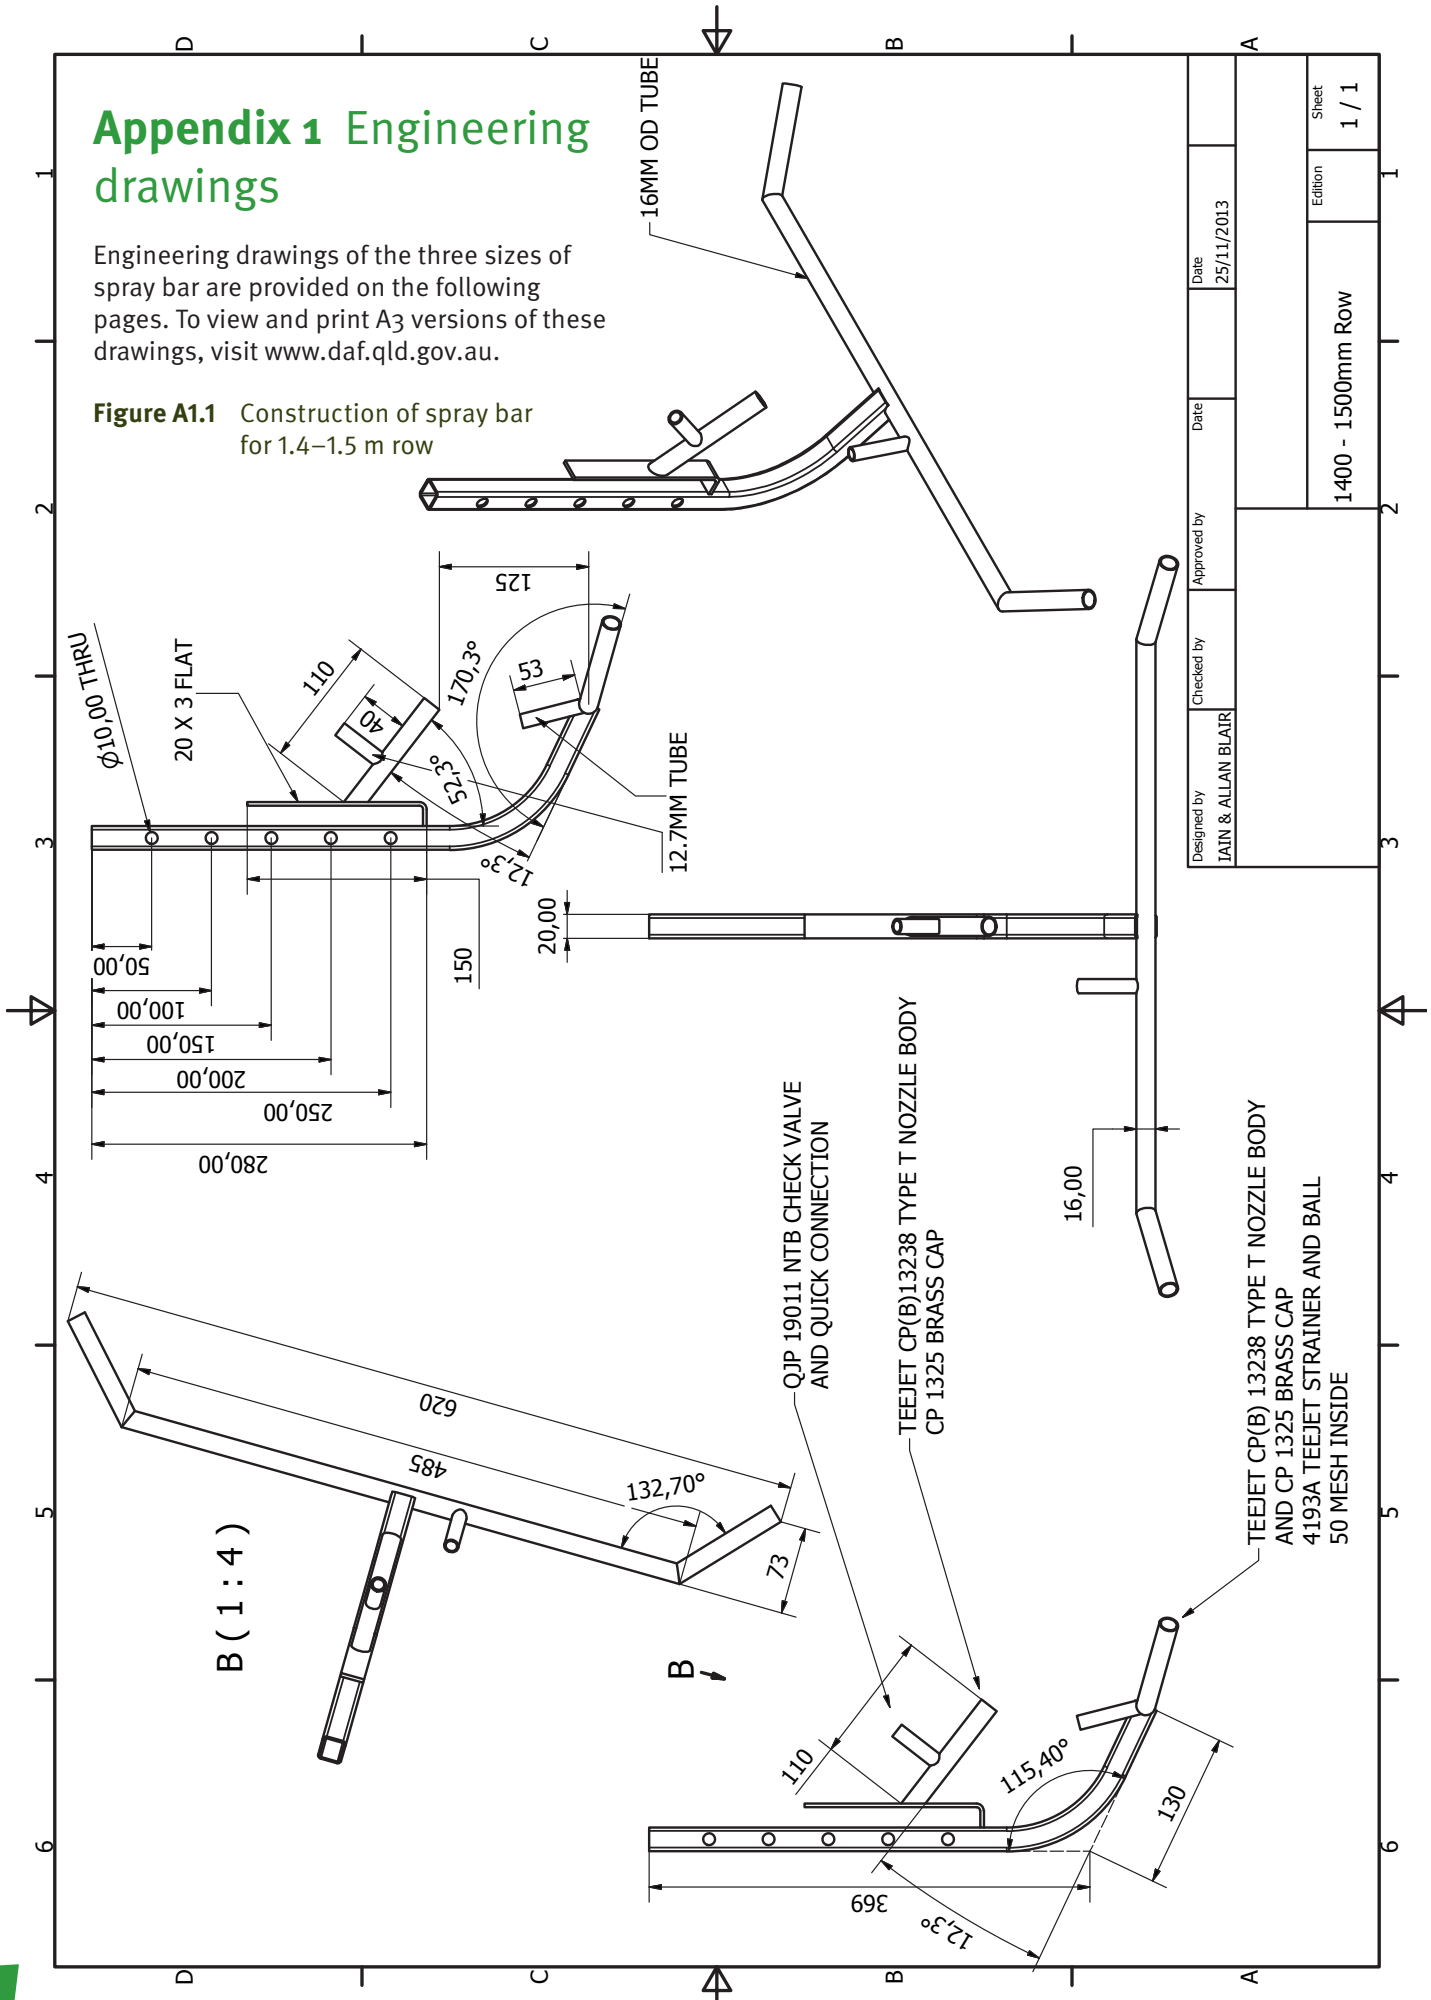 Appendix 1 Engineering
drawings
Engineering drawings of the three sizes of
spray bar are provided on the following
pages. To view and print A3 versions of these
drawings, visit www.daf.qld.gov.au.
Figure A1.1 Construction of spray bar
for 1.4–1.5 m row
D
C
B
A
1
2
3
4
5
6
16MM OD TUBE
ϕ10,00 THRU
20 X 3 FLAT
110
40
125
170,3°
53
52,3°
12,3°
12.7MM TUBE
50,00
100,00
150,00
200,00
250,00
280,00
150
20,00
16,00
B ( 1 : 4 )
620
485
132,70°
73
QJP 19011 NTB CHECK VALVE
AND QUICK CONNECTION
TEEJET CP(B)13238 TYPE T NOZZLE BODY
CP 1325 BRASS CAP
TEEJET CP(B) 13238 TYPE T NOZZLE BODY
AND CP 1325 BRASS CAP
4193A TEEJET STRAINER AND BALL
50 MESH INSIDE
B
110
115,40°
130
369
12,3°
Designed by
IAIN & ALLAN BLAIR
Checked by
Approved by
Date
Date
25/11/2013
1400 - 1500mm Row
Edition
Sheet
1 / 1
1
2
3
4
5
6
D
C
B
A